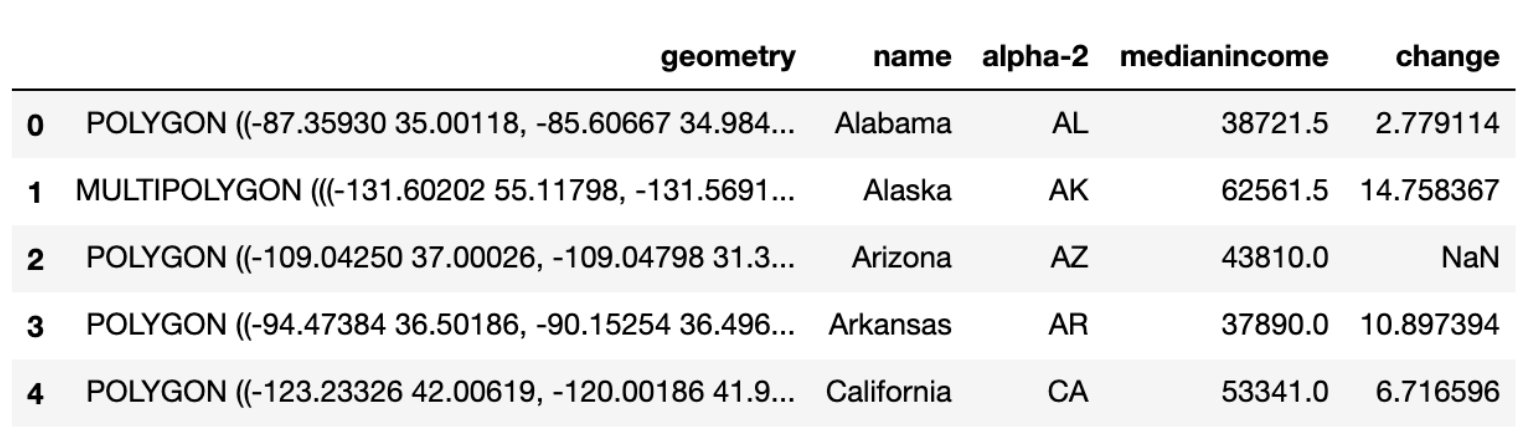 geometry name alpha-2 medianincome change
0 POLYGON ((-87.35930 35.00118, -85.60667 34.984... Alabama AL 38721.5 2.779114
1 MULTIPOLYGON (((-131.60202 55.11798, -131.5691... Alaska AK 62561.5 14.758367
2 POLYGON ((-109.04250 37.00026, -109.04798 31.3... Arizona AZ 43810.0 NaN
3 POLYGON ((-94.47384 36.50186, -90.15254 36.496... Arkansas AR 37890.0 10.897394
4 POLYGON ((-123.23326 42.00619, -120.00186 41.9... California CA 53341.0 6.716596